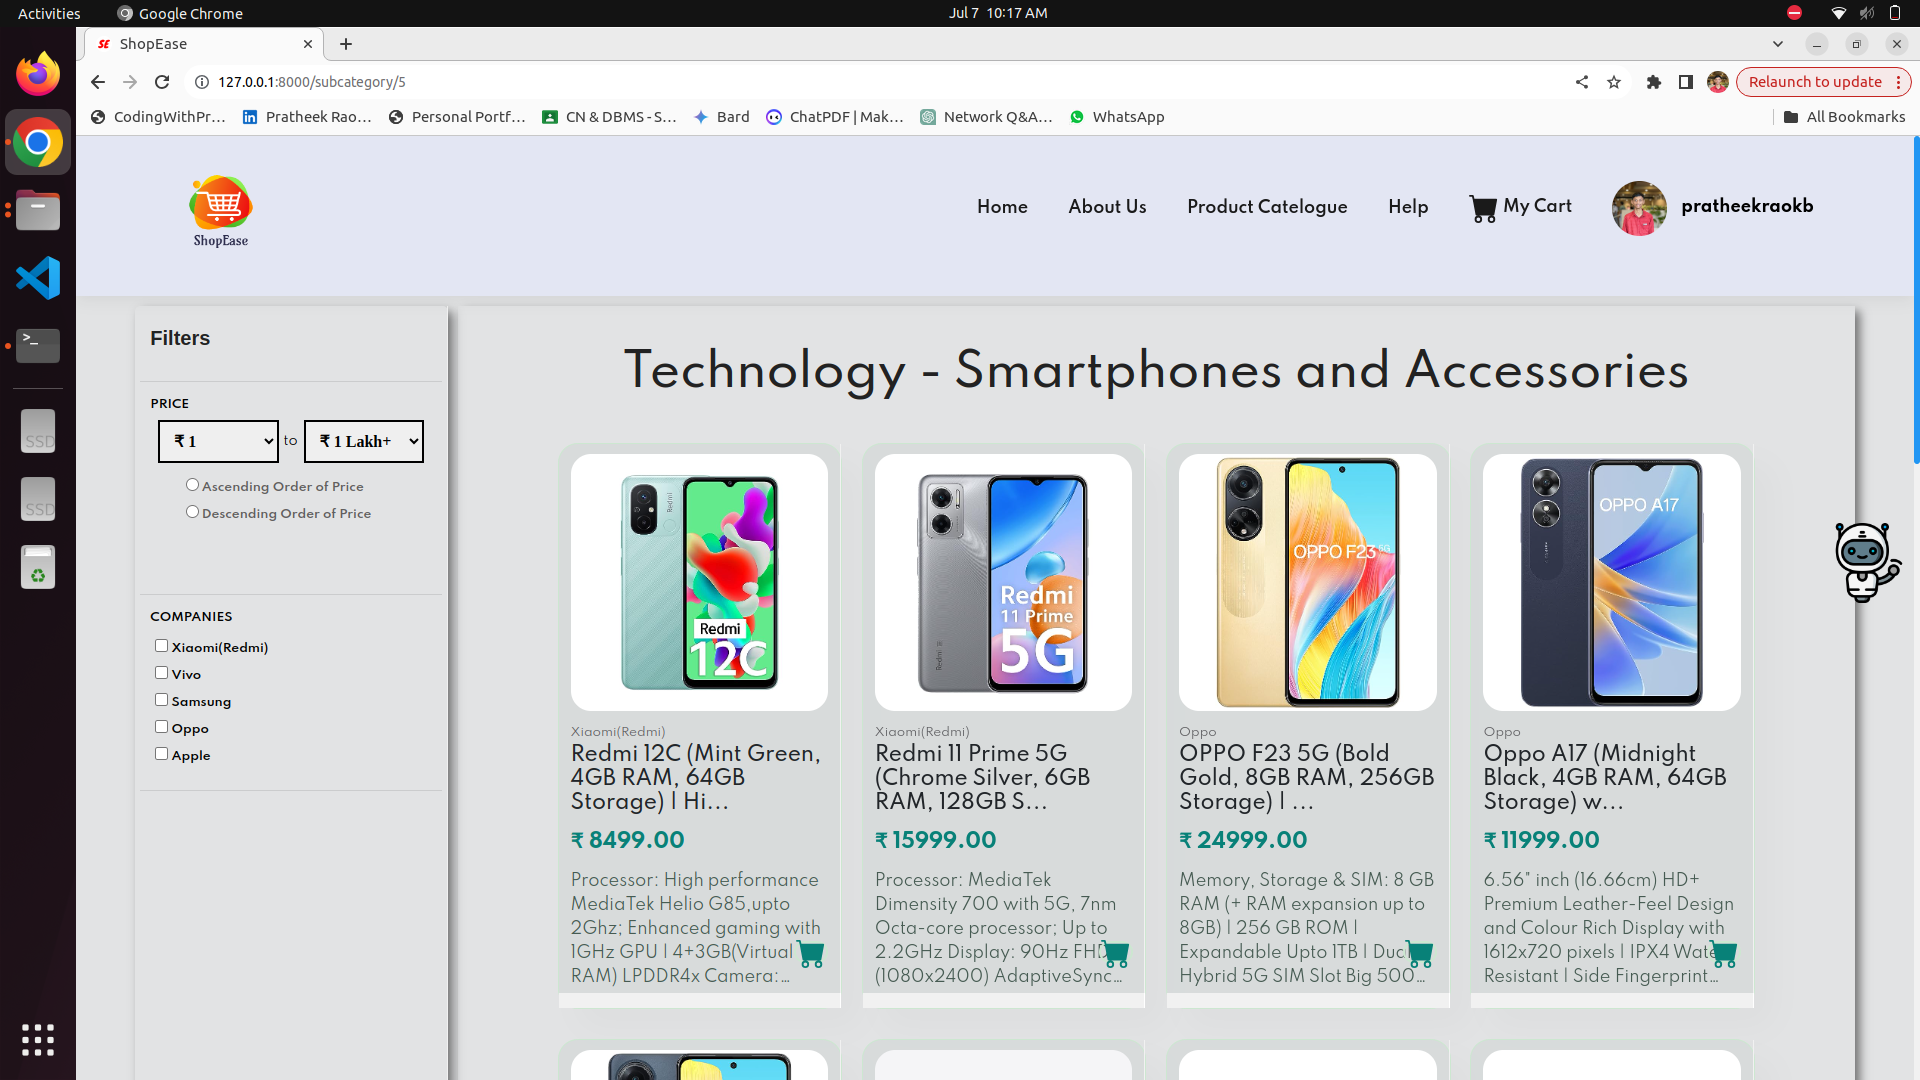 Activities
Google Chrome
Jul 7 10:17 AM
SE ShopEase
127.0.0.1:8000/subcategory/5
Relaunch to update
CodingWithPr...
Pratheek Rao...
Personal Portf...
CN & DBMS - S...
Bard
ChatPDF | Mak...
Network Q&A...
WhatsApp
All Bookmarks
ShopEase
Home
About Us
Product Catelogue
Help
My Cart
pratheekraokb
SSD
SSD
Filters
PRICE
₹ 1
to
₹ 1 Lakh+
Ascending Order of Price
Descending Order of Price
COMPANIES
Xiaomi(Redmi)
Vivo
Samsung
Oppo
Apple
Technology - Smartphones and Accessories
Redmi
Redmi
12C
Xiaomi(Redmi)
Redmi 12C (Mint Green,
4GB RAM, 64GB
Storage) | Hi...
₹ 8499.00
Processor: High performance
MediaTek Helio G85,upto
2Ghz; Enhanced gaming with
1GHz GPU | 4+3GB(Virtual
RAM) LPDDR4x Camera:...
Redmi
Redmi
11 Prime
5G
Xiaomi(Redmi)
Redmi 11 Prime 5G
(Chrome Silver, 6GB
RAM, 128GB S...
₹ 15999.00
Processor: MediaTek
Dimensity 700 with 5G, 7nm
Octa-core processor; Up to
2.2GHz Display: 90Hz FHD
(1080x2400) AdaptiveSync...
OPPO F23 5G
Oppo
OPPO F23 5G (Bold
Gold, 8GB RAM, 256GB
Storage) | ...
₹ 24999.00
Memory, Storage & SIM: 8 GB
RAM (+ RAM expansion up to
8GB) | 256 GB ROM |
Expandable Upto 1TB |
Hybrid 5G SIM Slot Big 500...
OPPO A17
Oppo
Oppo A17 (Midnight
Black, 4GB RAM, 64GB
Storage) w...
₹ 11999.00
6.56" inch (16.66cm) HD+
Premium Leather-Feel Design
and Colour Rich Display with
1612x720 pixels | IPX4 Water
Resistant | Side Fingerprint...